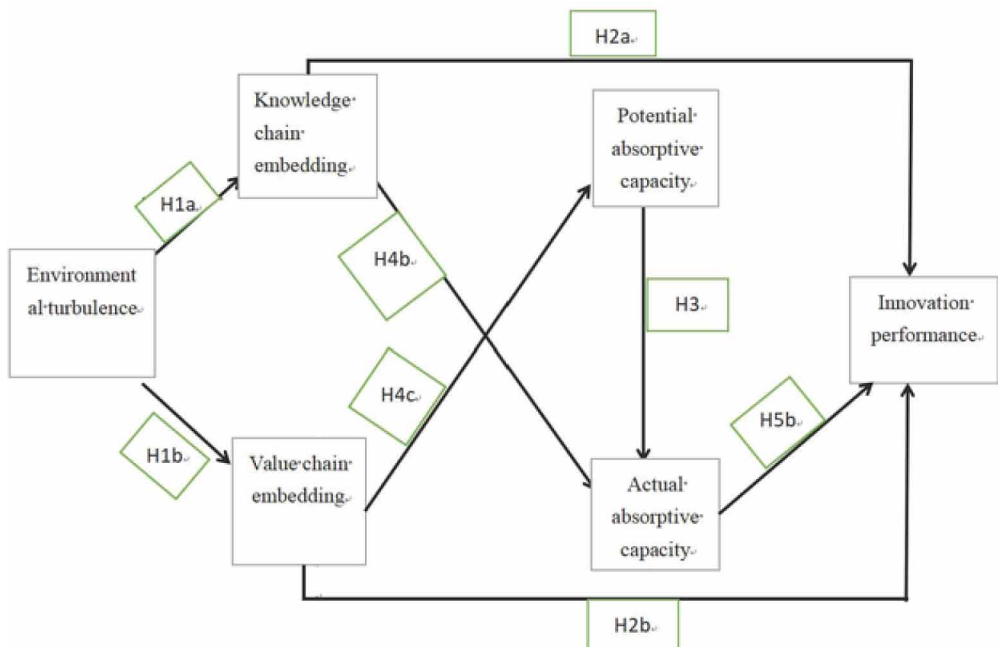 H2a
Knowledge
chain
embedding
Potential
absorptive
capacity
H1a
H4b
Environment
al turbulence
H3
Innovation
performance
H4c
H5b
H1b
Value chain
embedding
Actual
absorptive
capacity
H2b